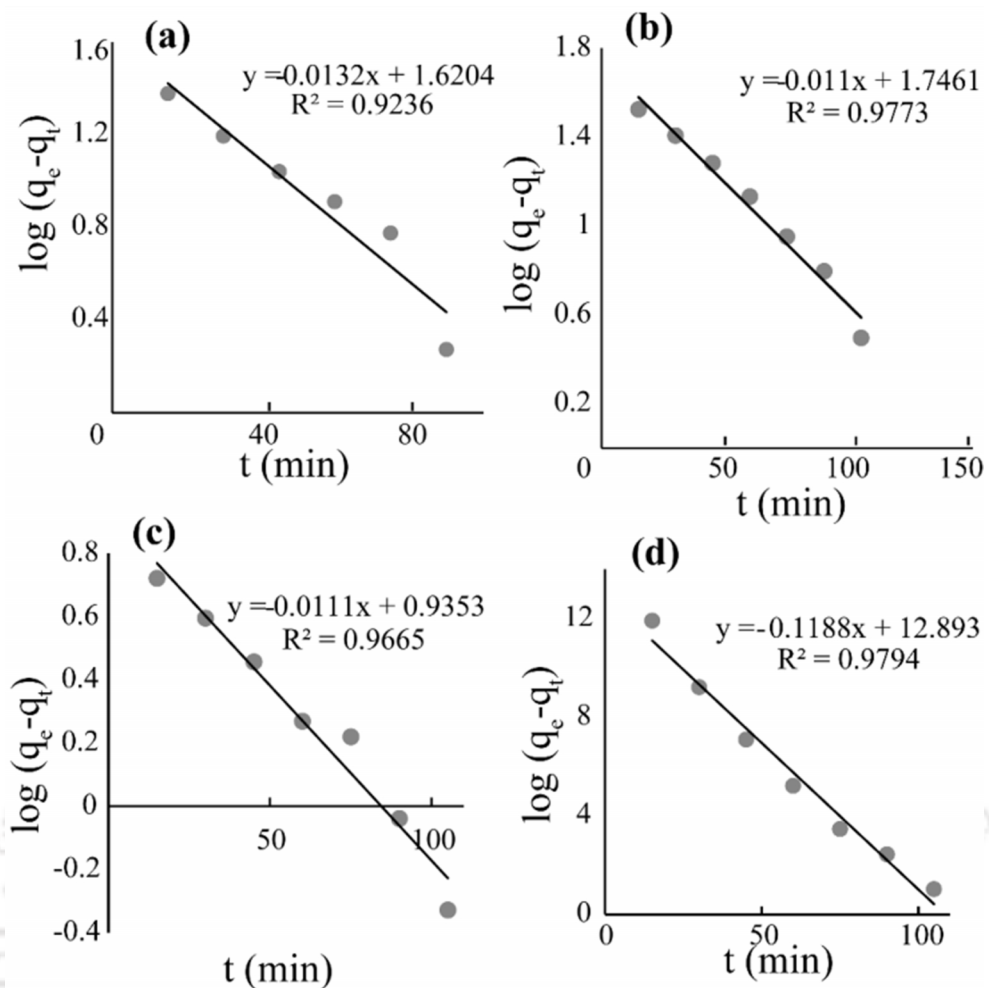 (a)
y =-0.0132x + 1.6204
R² = 0.9236
log (qe-qt)
1.6
1.2
0.8
0.4
0
40
80
t (min)
(b)
y =-0.011x + 1.7461
R² = 0.9773
log (qe-qt)
1.8
1.4
1
0.6
0.2
0
50
100
150
t (min)
(c)
y =-0.0111x + 0.9353
R² = 0.9665
log (qe-qt)
0.8
0.6
0.4
0.2
0
-0.2
-0.4
50
100
t (min)
(d)
y =-0.1188x + 12.893
R² = 0.9794
log (qe-qt)
12
8
4
0
0
50
100
t (min)